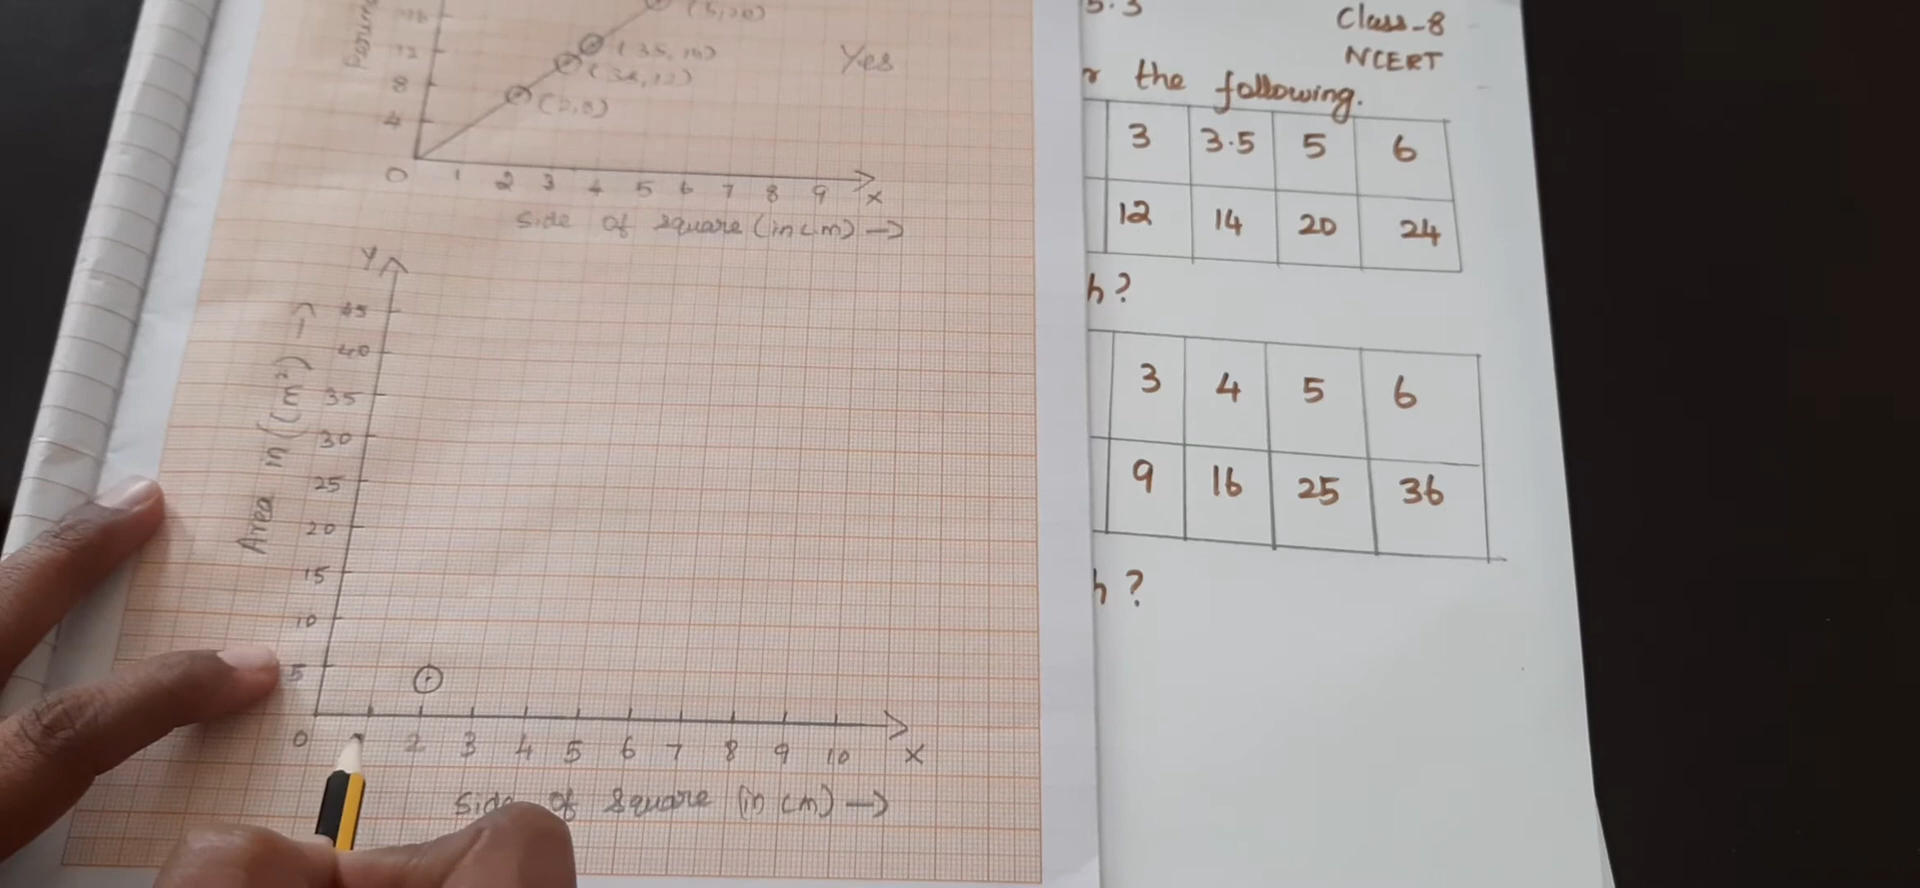 (5,20)
12
(3.5,14)
Yes
8
(3,12)
(2,8)
4
0 1 2 3 4 5 6 7 8 9 X
Side of square (in cm) →
Y
45
40
35
30
25
20
15
10
5
Area in (cm²) →
0 1 2 3 4 5 6 7 8 9 10 X
Side of square (in cm) →
5.3
Class-8
NCERT
r the following.
3 3.5 5 6
12 14 20 24
h?
3 4 5 6
9 16 25 36
h?